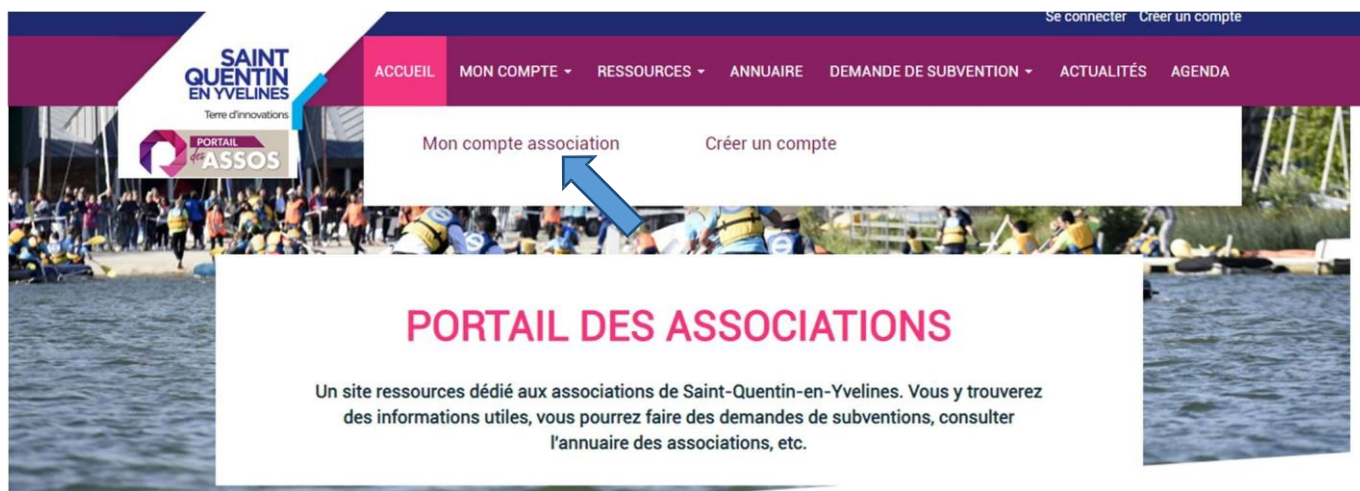 Se connecter Créer un compte
SAINT
QUENTIN
EN YVELINES
Terre d'innovations
PORTAIL
des ASSOS
ACCUEIL MON COMPTE RESSOURCES ANNUAIRE DEMANDE DE SUBVENTION ACTUALITÉS AGENDA
Mon compte association Créer un compte
PORTAIL DES ASSOCIATIONS
Un site ressources dédié aux associations de Saint-Quentin-en-Yvelines. Vous y trouverez
des informations utiles, vous pourrez faire des demandes de subventions, consulter
l'annuaire des associations, etc.